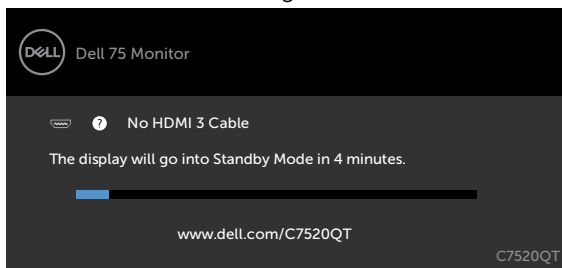 DELL Dell 75 Monitor
? No HDMI 3 Cable
The display will go into Standby Mode in 4 minutes.
www.dell.com/C7520QT
C7520QT